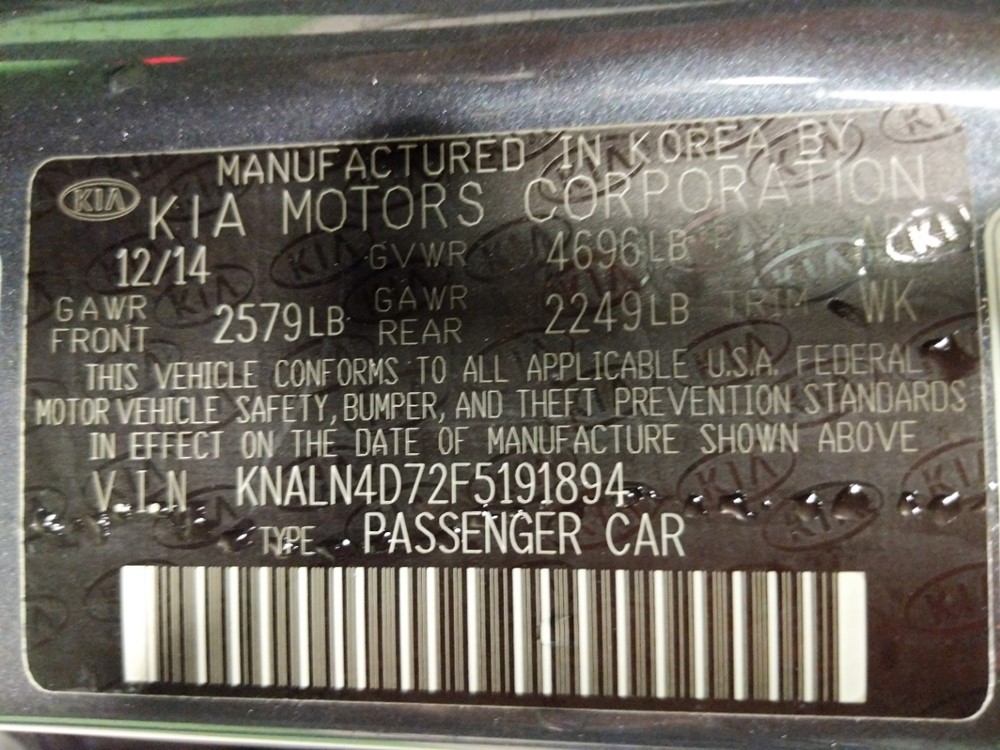 MANUFACTURED IN KOREA BY
KIA KIA MOTORS CORPORATION
12/14 GVWR 4696LB
GAWR FRONT 2579LB GAWR REAR 2249LB TRIM WK
THIS VEHICLE CONFORMS TO ALL APPLICABLE U.S.A. FEDERAL
MOTOR VEHICLE SAFETY, BUMPER, AND THEFT PREVENTION STANDARDS
IN EFFECT ON THE DATE OF MANUFACTURE SHOWN ABOVE
V.I.N KNALN4D72F5191894
TYPE PASSENGER CAR